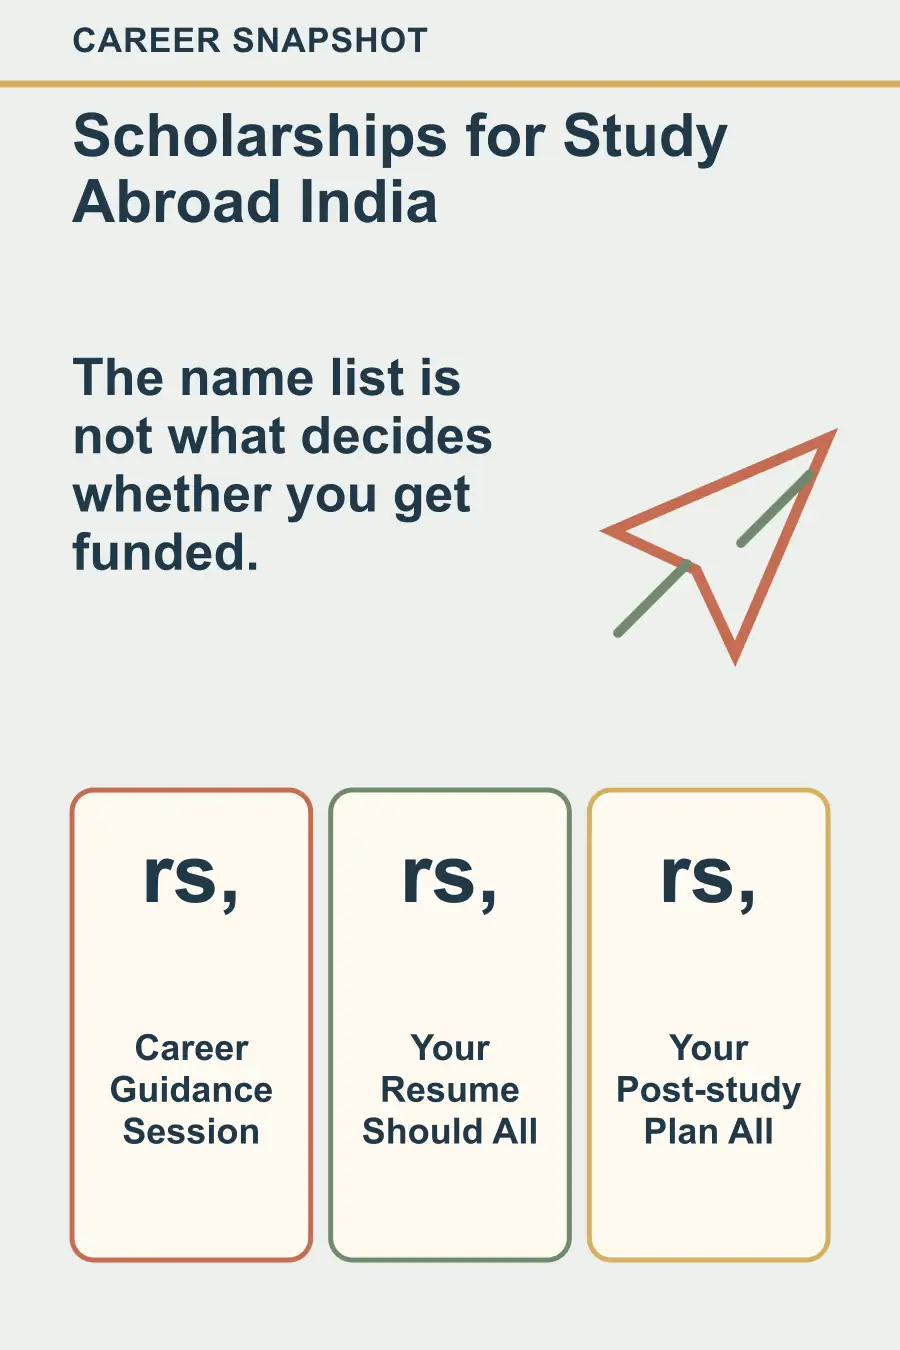 CAREER SNAPSHOT
Scholarships for Study
Abroad India
The name list is
not what decides
whether you get
funded.
rs,
Career
Guidance
Session
rs,
Your
Resume
Should All
rs,
Your
Post-study
Plan All